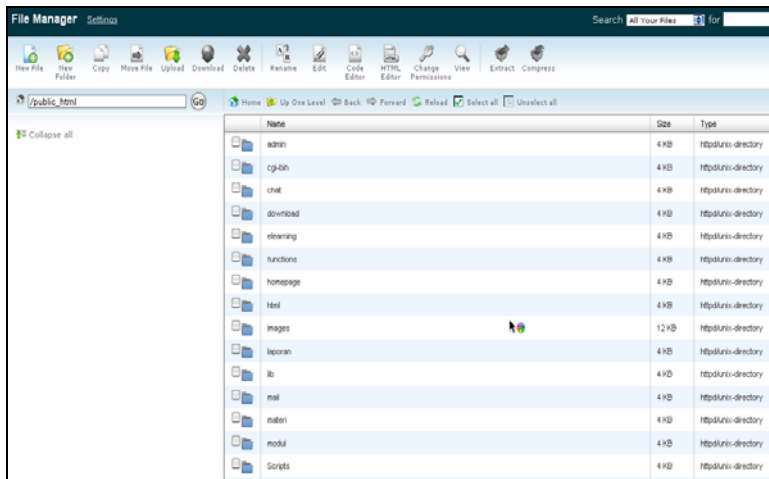 File Manager Settings Search All Your Files for
New File New Folder Copy Move File Upload Download Delete Rename Edit Code Editor HTML Editor Change Permissions View Extract Compress
/public_html Go Home Up One Level Back Forward Reload Select all Unselect all
Collapse all
Name Size Type
admin 4 KB httpd/unix-directory
cgi-bin 4 KB httpd/unix-directory
chat 4 KB httpd/unix-directory
download 4 KB httpd/unix-directory
elearning 4 KB httpd/unix-directory
functions 4 KB httpd/unix-directory
homepage 4 KB httpd/unix-directory
html 4 KB httpd/unix-directory
images 12 KB httpd/unix-directory
laporan 4 KB httpd/unix-directory
lib 4 KB httpd/unix-directory
mail 4 KB httpd/unix-directory
materi 4 KB httpd/unix-directory
modul 4 KB httpd/unix-directory
Scripts 4 KB httpd/unix-directory